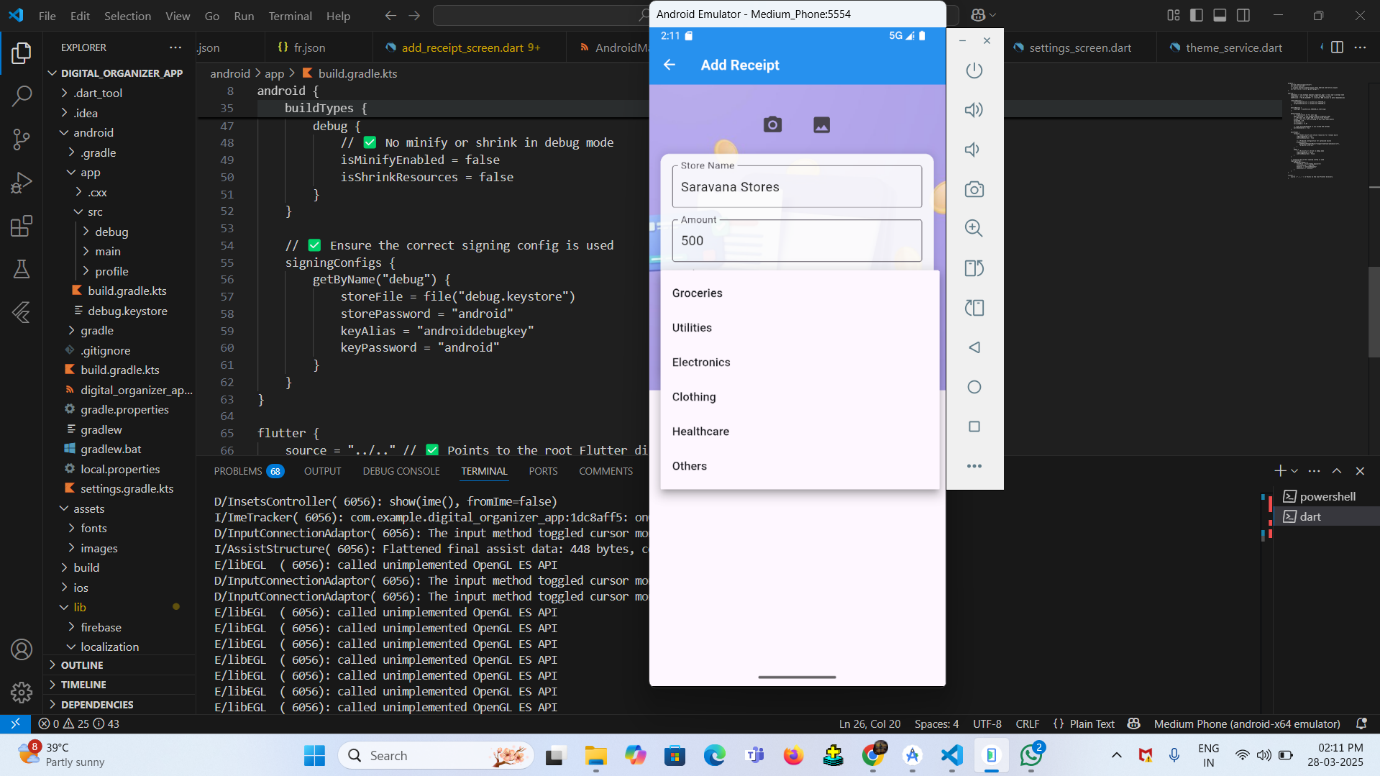 File Edit Selection View Go Run Terminal Help
Android Emulator - Medium_Phone:5554
EXPLORER
DIGITAL_ORGANIZER_APP
.dart_tool
.idea
android
.gradle
app
.cxx
src
debug
main
profile
build.gradle.kts
debug.keystore
gradle
.gitignore
build.gradle.kts
digital_organizer_ap...
gradle.properties
gradlew
gradlew.bat
local.properties
settings.gradle.kts
assets
fonts
images
build
ios
lib
firebase
localization
OUTLINE
TIMELINE
DEPENDENCIES
.json {} fr.json add_receipt_screen.dart 9+ AndroidMa settings_screen.dart theme_service.dart
android > app > build.gradle.kts
8 android {
35 buildTypes {
47 debug {
48 // ✅ No minify or shrink in debug mode
49 isMinifyEnabled = false
50 isShrinkResources = false
51 }
52 }
53
54 // ✅ Ensure the correct signing config is used
55 signingConfigs {
56 getByName("debug") {
57 storeFile = file("debug.keystore")
58 storePassword = "android"
59 keyAlias = "androiddebugkey"
60 keyPassword = "android"
61 }
62 }
63 }
64
65 flutter {
66 source = "../.." // ✅ Points to the root Flutter di
PROBLEMS 68 OUTPUT DEBUG CONSOLE TERMINAL PORTS COMMENTS
D/InsetsController( 6056): show(ime(), fromIme=false)
I/ImeTracker( 6056): com.example.digital_organizer_app:1dc8aff5: on
D/InputConnectionAdaptor( 6056): The input method toggled cursor mo
I/AssistStructure( 6056): Flattened final assist data: 448 bytes, c
E/libEGL ( 6056): called unimplemented OpenGL ES API
D/InputConnectionAdaptor( 6056): The input method toggled cursor mo
D/InputConnectionAdaptor( 6056): The input method toggled cursor mo
E/libEGL ( 6056): called unimplemented OpenGL ES API
E/libEGL ( 6056): called unimplemented OpenGL ES API
E/libEGL ( 6056): called unimplemented OpenGL ES API
E/libEGL ( 6056): called unimplemented OpenGL ES API
E/libEGL ( 6056): called unimplemented OpenGL ES API
E/libEGL ( 6056): called unimplemented OpenGL ES API
E/libEGL ( 6056): called unimplemented OpenGL ES API
powershell
dart
2:11 5G
Add Receipt
Store Name
Saravana Stores
Amount
500
Groceries
Utilities
Electronics
Clothing
Healthcare
Others
0 25 43 Ln 26, Col 20 Spaces: 4 UTF-8 CRLF {} Plain Text Medium Phone (android-x64 emulator)
8 39°C
Partly sunny
Search
2
ENG
IN
02:11 PM
28-03-2025